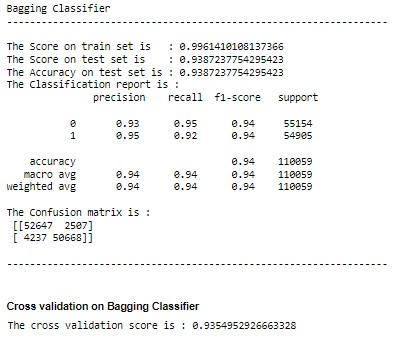 Bagging Classifier
--------------------------------------------------------------------------------
The Score on train set is   : 0.9961410108137366
The Score on test set is    : 0.9387237754295423
The Accuracy on test set is : 0.9387237754295423
The Classification report is :
precision    recall  f1-score   support
0       0.93      0.95      0.94     55154
1       0.95      0.92      0.94     54905
accuracy                           0.94    110059
macro avg       0.94      0.94      0.94    110059
weighted avg       0.94      0.94      0.94    110059
The Confusion matrix is :
[[52647  2507]
[ 4237 50668]]
--------------------------------------------------------------------------------
Cross validation on Bagging Classifier
The cross validation score is : 0.9354952926663328